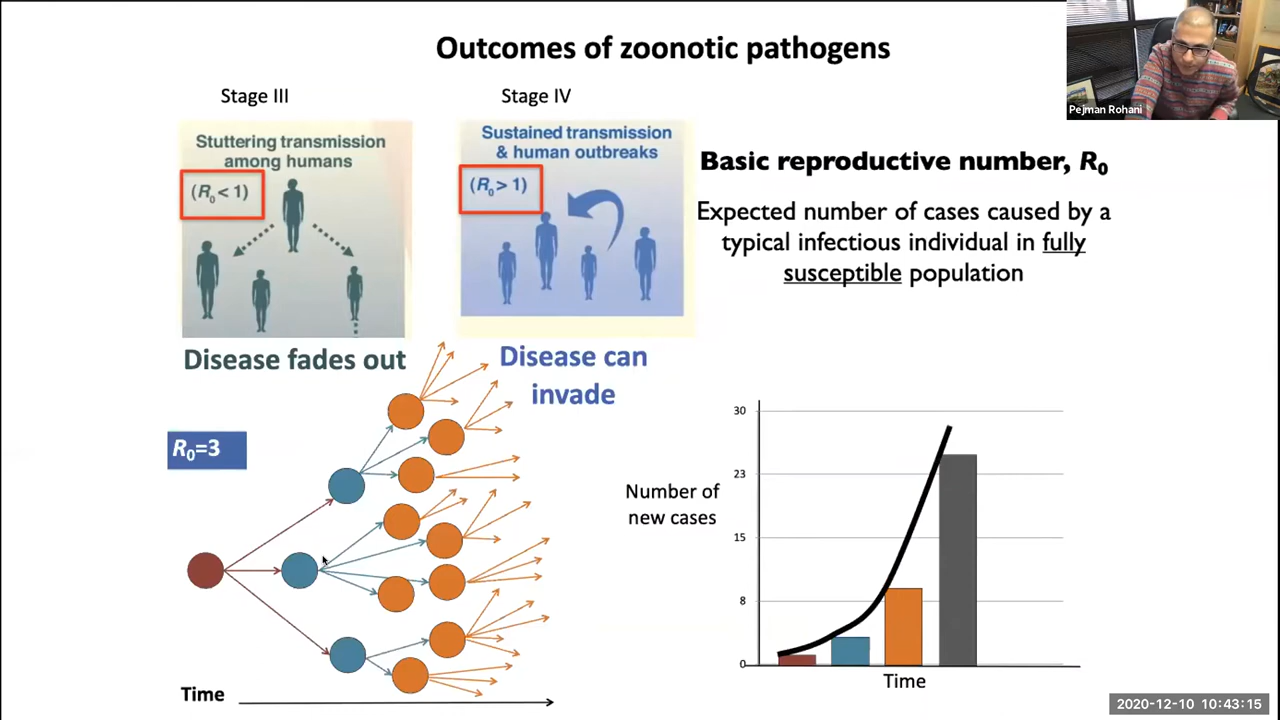 Outcomes of zoonotic pathogens
Pejman Rohani
Stage III
Stage IV
Stuttering transmission
among humans
(R₀ < 1)
Sustained transmission
& human outbreaks
(R₀ > 1)
Basic reproductive number, R₀
Expected number of cases caused by a
typical infectious individual in fully
susceptible population
Disease fades out
Disease can
invade
R₀=3
Time
Number of
new cases
30
23
15
8
0
Time
2020-12-10 10:43:15